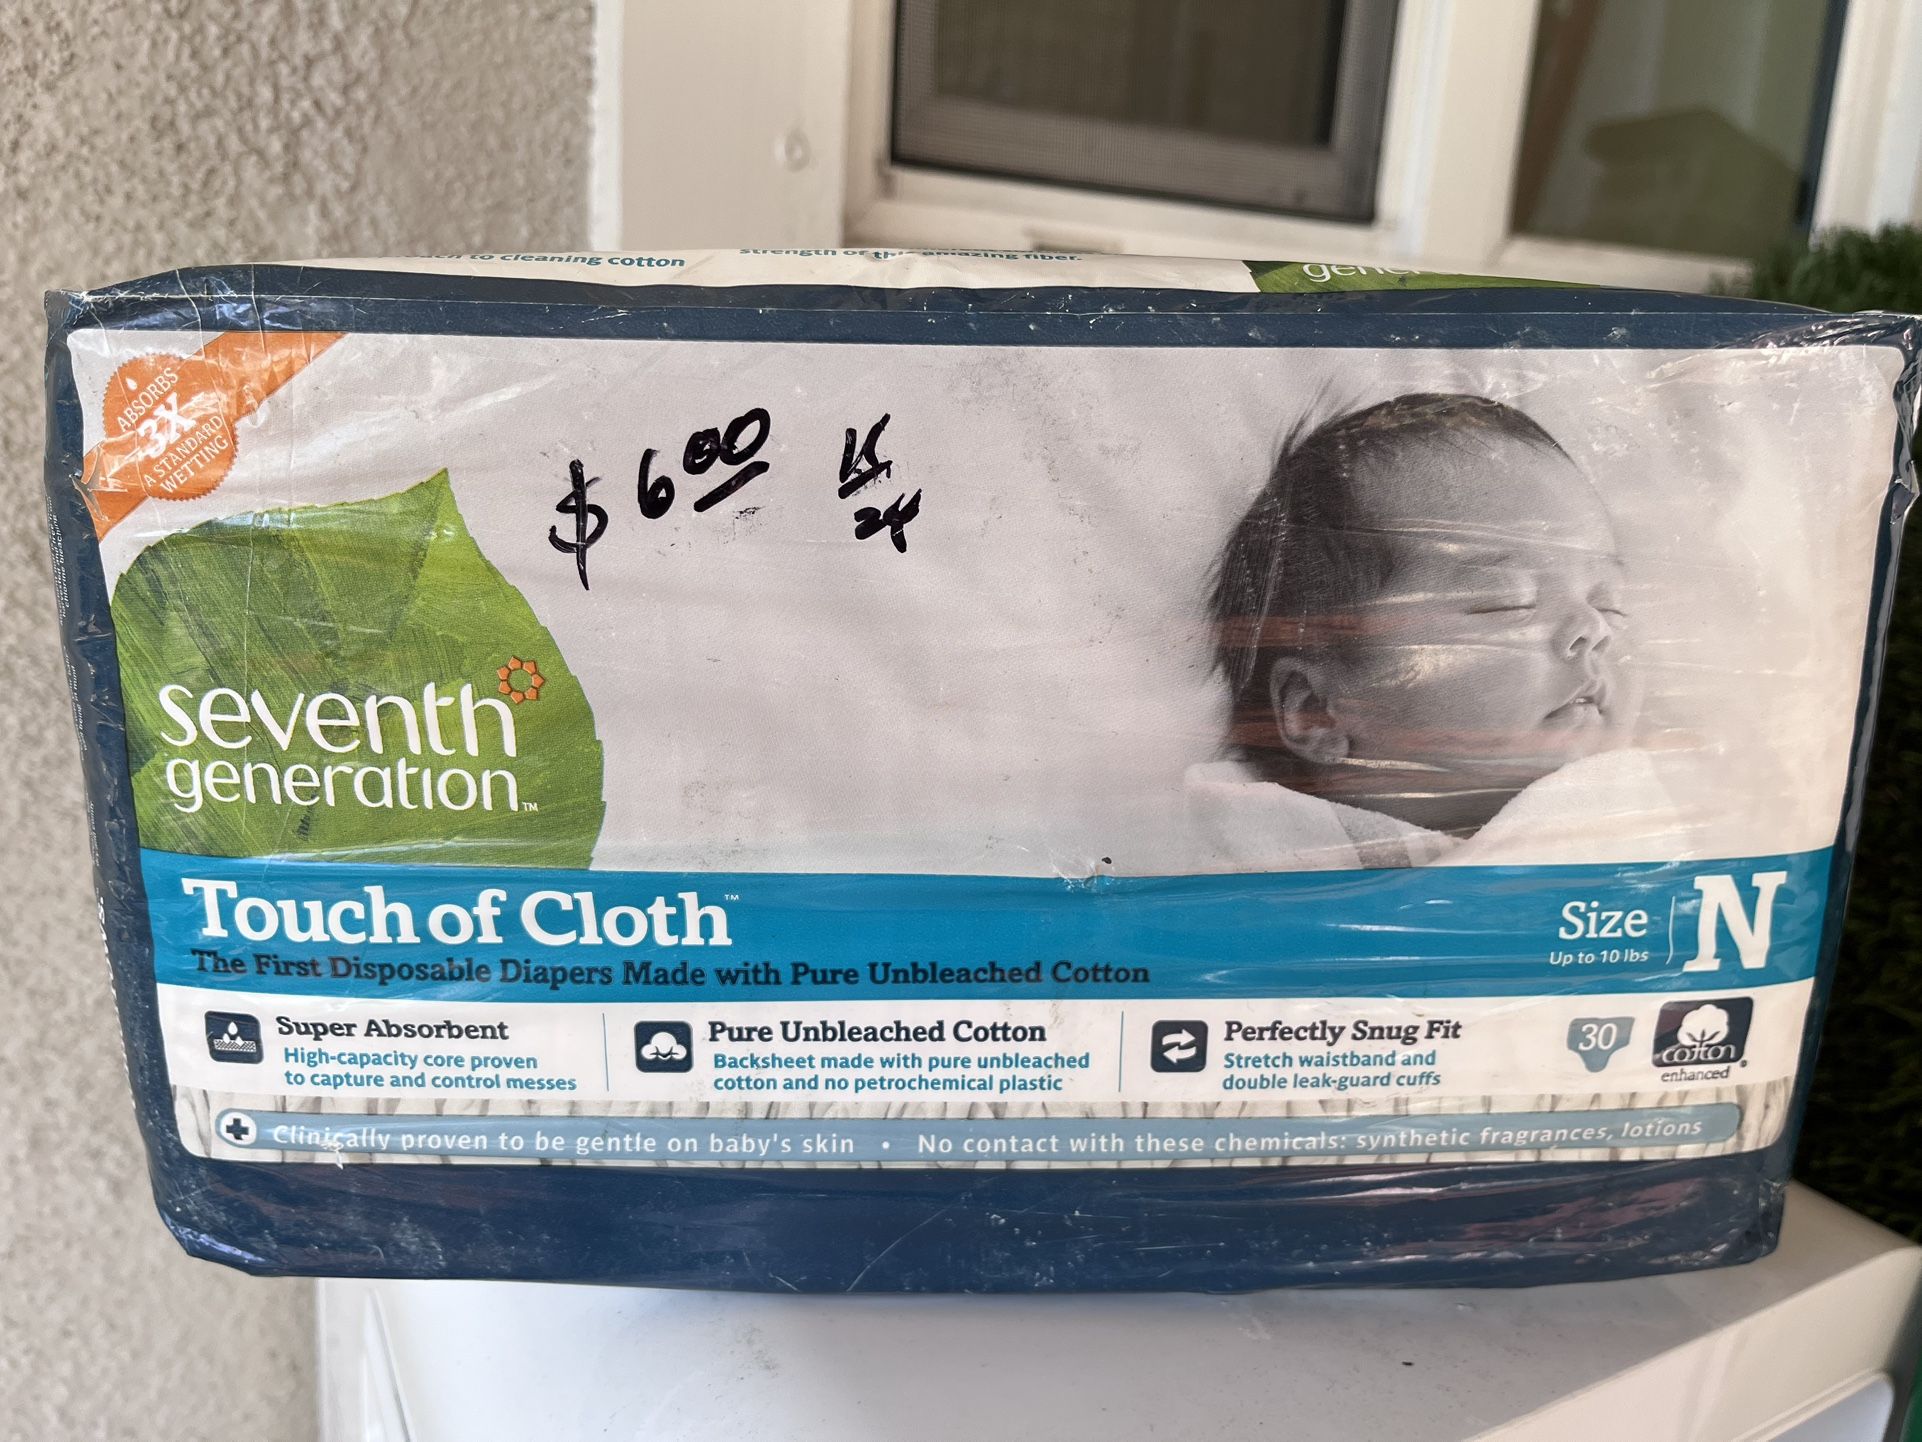 to cleaning cotton
strength of this amazing fiber.
ABSORBS
3X
A STANDARD
WETTING
$ 6.00
24
seventh
generation™
Touch of Cloth™
The First Disposable Diapers Made with Pure Unbleached Cotton
Size N
Up to 10 lbs
Super Absorbent
High-capacity core proven
to capture and control messes
Pure Unbleached Cotton
Backsheet made with pure unbleached
cotton and no petrochemical plastic
Perfectly Snug Fit
Stretch waistband and
double leak-guard cuffs
30
cotton
enhanced
Clinically proven to be gentle on baby's skin • No contact with these chemicals: synthetic fragrances, lotions